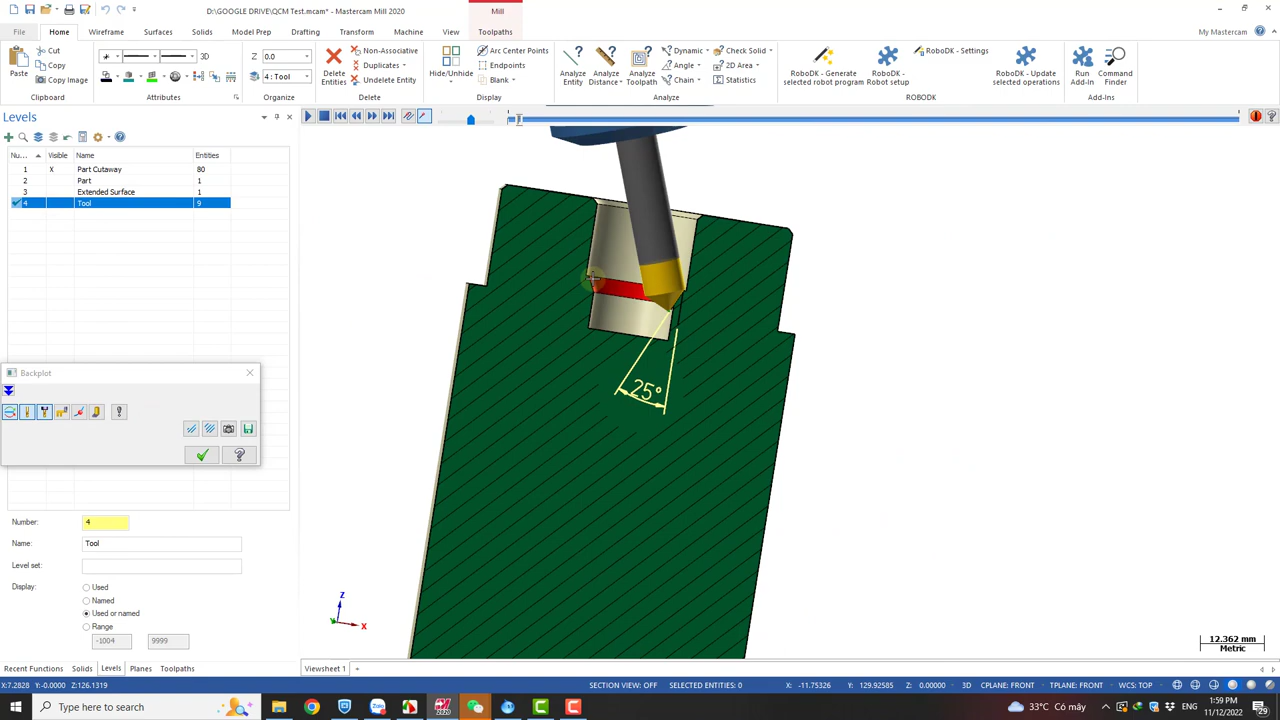 D:\GOOGLE DRIVE\QCM Test.mcam* - Mastercam Mill 2020
Mill
File Home Wireframe Surfaces Solids Model Prep Drafting Transform Machine View Toolpaths My Mastercam
Paste
Cut
Copy
Copy Image
Clipboard
3D
Attributes
Z 0.0
4 : Tool
Organize
Delete Entities
Non-Associative
Duplicates
Undelete Entity
Delete
Hide/Unhide
Arc Center Points
Endpoints
Blank
Display
Analyze Entity
Analyze Distance
Analyze Toolpath
Dynamic
Angle
Chain
Check Solid
2D Area
Statistics
Analyze
RoboDK - Generate selected robot program
RoboDK - Robot setup
RoboDK - Settings
RoboDK - Update selected operations
ROBODK
Run Add-in
Command Finder
Add-Ins
Levels
Nu... Visible Name Entities
1 X Part Cutaway 80
2 Part 1
3 Extended Surface 1
4 Tool 9
Backplot
25°
Number: 4
Name: Tool
Level set:
Display: Used
Named
Used or named
Range
-1004 9999
Z
X
Y
12.362 mm
Metric
Recent Functions Solids Levels Planes Toolpaths
Viewsheet 1 +
X:7.2828 Y:-0.0000 Z:126.1319
SECTION VIEW: OFF SELECTED ENTITIES: 0 X: -11.75326 Y: 129.92585 Z: 0.00000 3D CPLANE: FRONT TPLANE: FRONT WCS: TOP
Type here to search
2020
Zalo
33°C Có mây
1:59 PM
11/12/2022
29